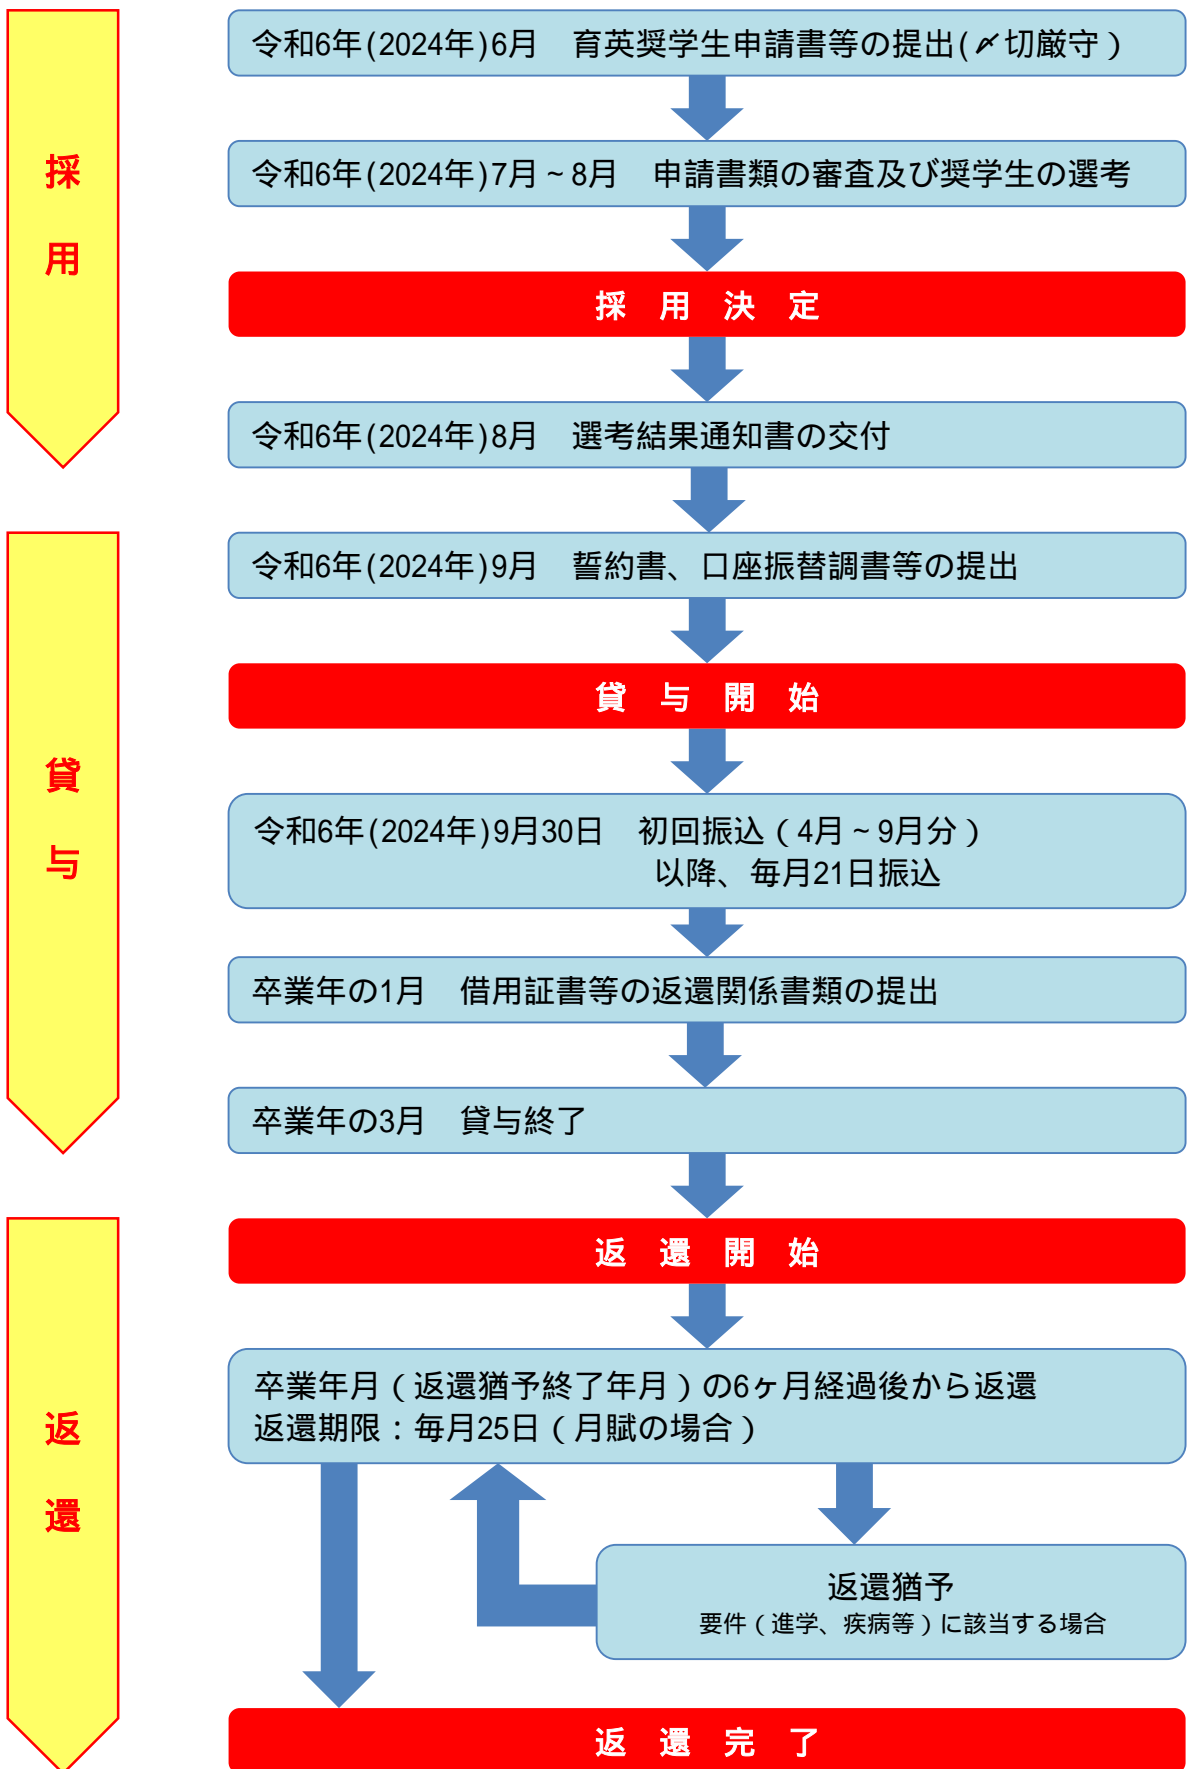 採
用
令和6年(2024年)6月　育英奨学生申請書等の提出(〆切厳守）
令和6年(2024年)7月～8月　申請書類の審査及び奨学生の選考
採　用　決　定
令和6年(2024年)8月　選考結果通知書の交付
貸
与
令和6年(2024年)9月　誓約書、口座振替調書等の提出
貸　与　開　始
令和6年(2024年)9月30日　初回振込（4月～9月分）
以降、毎月21日振込
卒業年の1月　借用証書等の返還関係書類の提出
卒業年の3月　貸与終了
返
還
返　還　開　始
卒業年月（返還猶予終了年月）の6ヶ月経過後から返還
返還期限：毎月25日（月賦の場合）
返還猶予
要件（進学、疾病等）に該当する場合
返　還　完　了